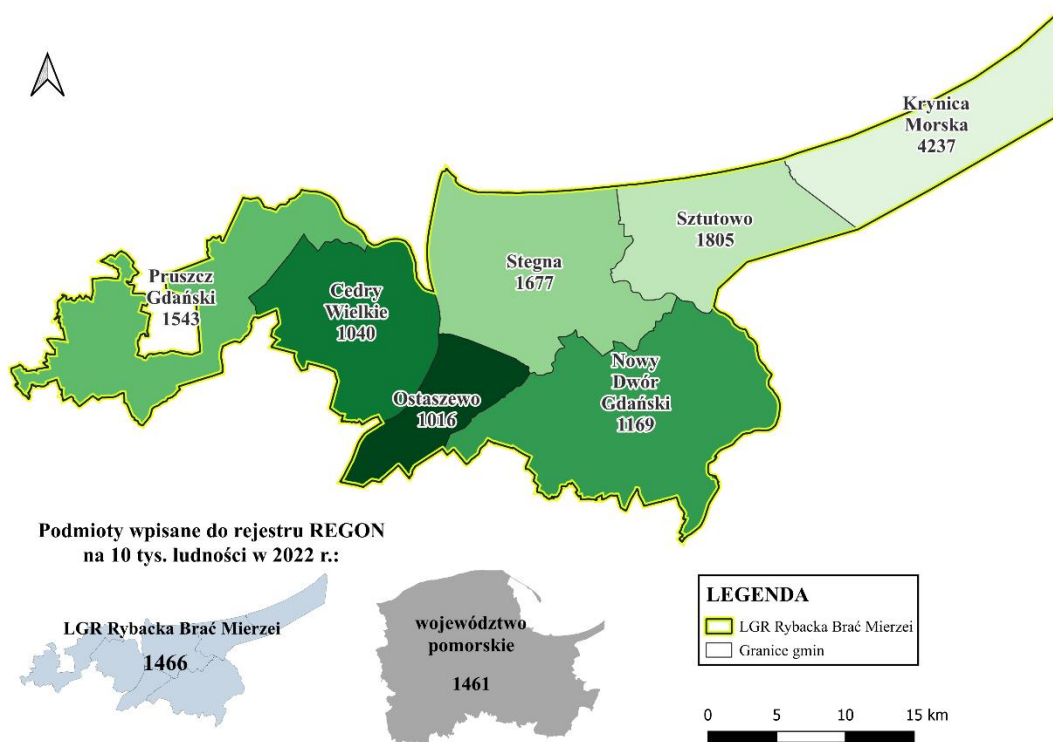 Krynica
Morska
4237
Sztutowo
1805
Stegna
1677
Pruszcz
Gdański
1543
Cedry
Wielkie
1040
Nowy
Dwór
Gdański
1169
Ostaszewo
1016
Podmioty wpisane do rejestru REGON
na 10 tys. ludności w 2022 r.:
LGR Rybacka Brać Mierzei
1466
województwo
pomorskie
1461
LEGENDA
LGR Rybacka Brać Mierzei
Granice gmin
0 5 10 15 km